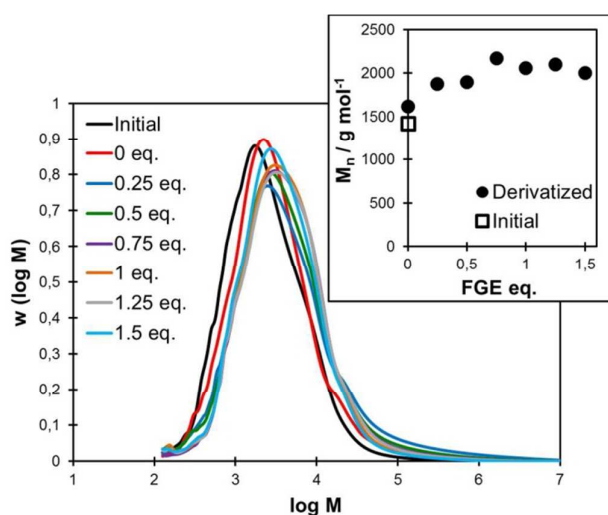 2500
2000
1500
1000
500
0
Mn / g mol-1
Derivatized
Initial
0 0,5 1 1,5
FGE eq.
1
0,9
0,8
0,7
0,6
0,5
0,4
0,3
0,2
0,1
0
w (log M)
Initial
0 eq.
0.25 eq.
0.5 eq.
0.75 eq.
1 eq.
1.25 eq.
1.5 eq.
1 2 3 4 5 6 7
log M